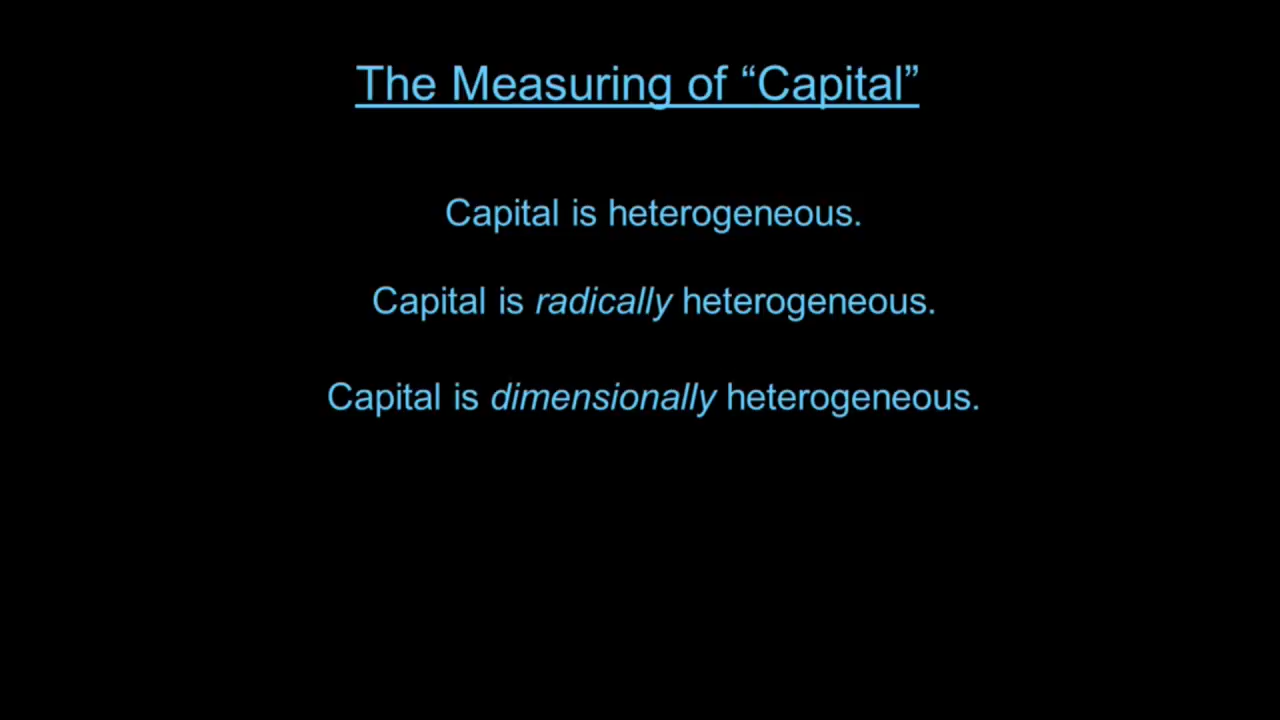 The Measuring of “Capital”
Capital is heterogeneous.
Capital is radically heterogeneous.
Capital is dimensionally heterogeneous.